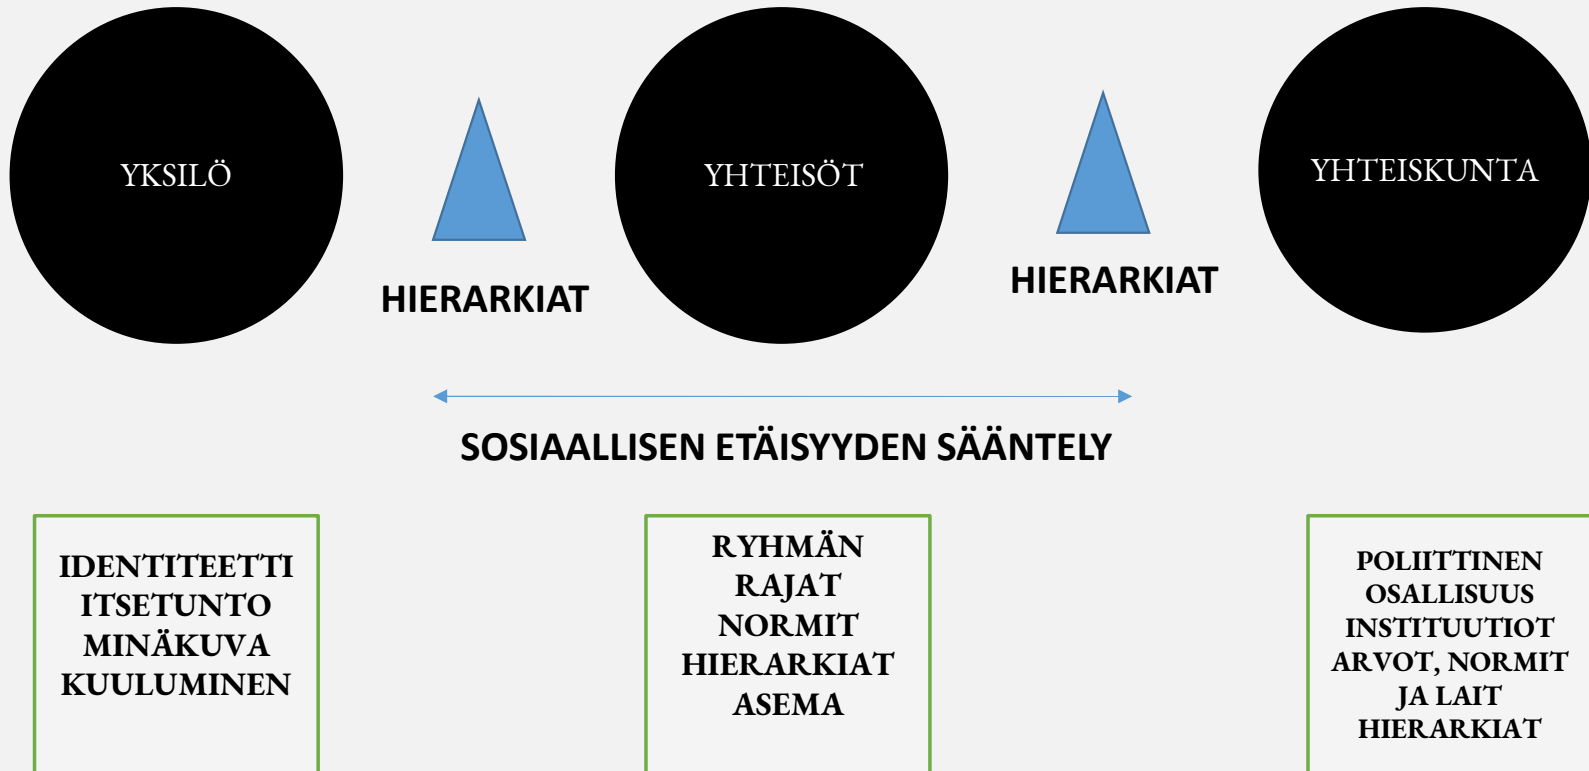 YKSILÖ
YHTEISÖT
YHTEISKUNTA
HIERARKIAT
HIERARKIAT
SOSIAALLISEN ETÄISYYDEN SÄÄNTELY
IDENTITEETTI
ITSETUNTO
MINÄKUVA
KUULUMINEN
RYHMÄN
RAJAT
NORMIT
HIERARKIAT
ASEMA
POLIITTINEN
OSALLISUUS
INSTITUUTIOT
ARVOT, NORMIT
JA LAIT
HIERARKIAT